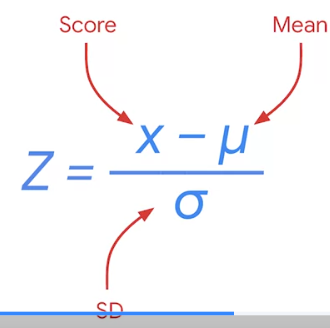 Score Mean
x − μ
Z =
σ
SD